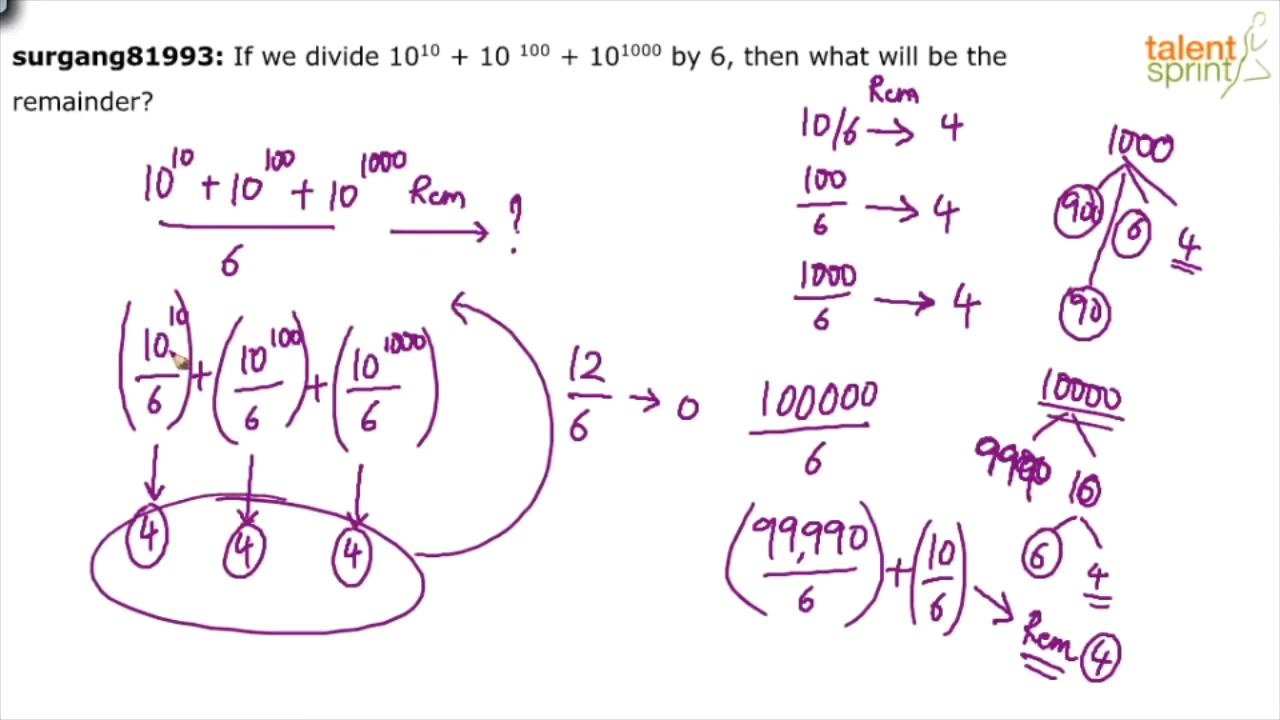 surgang81993: If we divide 10¹⁰ + 10 ¹⁰⁰ + 10¹⁰⁰⁰ by 6, then what will be the
remainder?
talent
sprint
10¹⁰ + 10¹⁰⁰ + 10¹⁰⁰⁰ Rem ?
6
(10¹⁰/6) + (10¹⁰⁰/6) + (10¹⁰⁰⁰/6)
4 4 4
12/6 → 0
Rem
10/6 → 4
100/6 → 4
1000/6 → 4
100000/6
(99,990/6) + (10/6)
Rem 4
1000
900 6 4
90
10000
9990 10
6 4